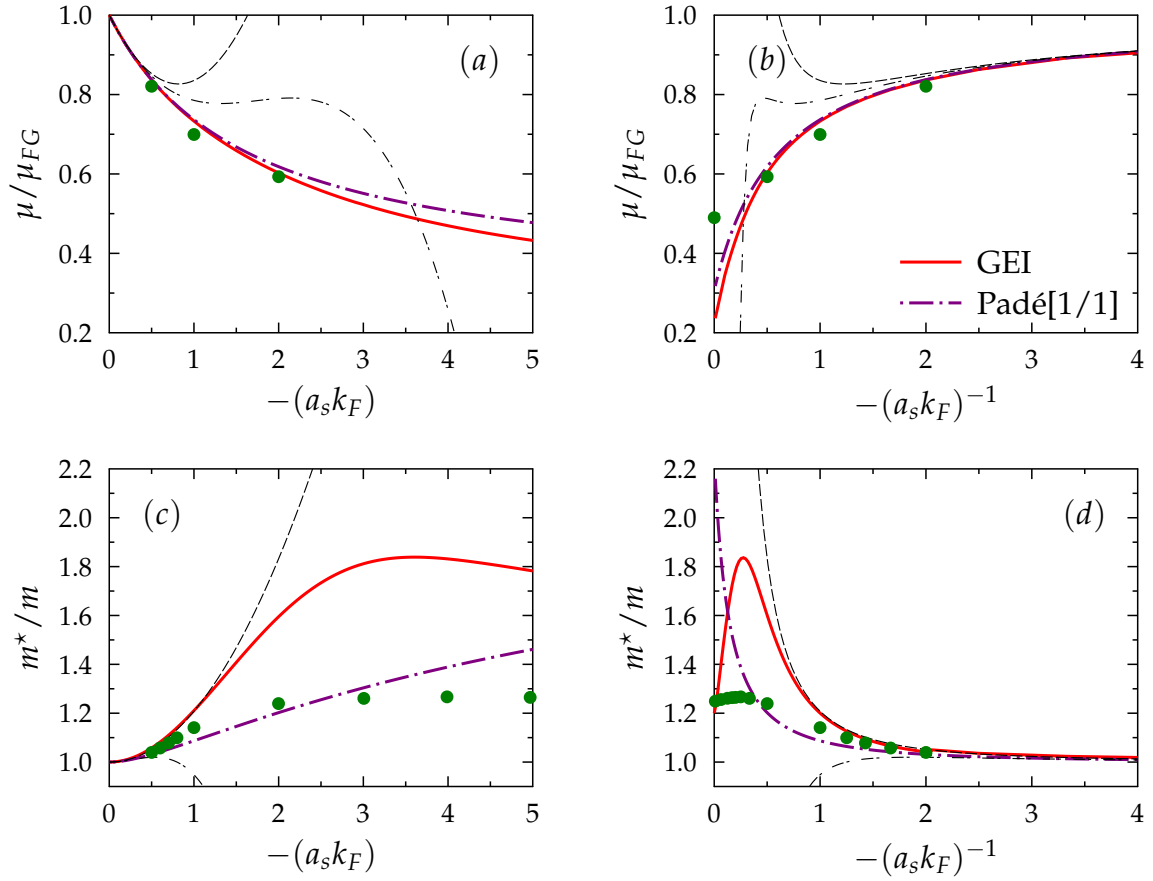 1.0
0.8
0.6
0.4
0.2
μ / μ_FG
(a)
0 1 2 3 4 5
−(a_s k_F)
1.0
0.8
0.6
0.4
0.2
μ / μ_FG
(b)
GEI
Padé[1/1]
0 1 2 3 4
−(a_s k_F)^{−1}
2.2
2.0
1.8
1.6
1.4
1.2
1.0
m⋆/m
(c)
0 1 2 3 4 5
−(a_s k_F)
2.2
2.0
1.8
1.6
1.4
1.2
1.0
m⋆/m
(d)
0 1 2 3 4
−(a_s k_F)^{−1}